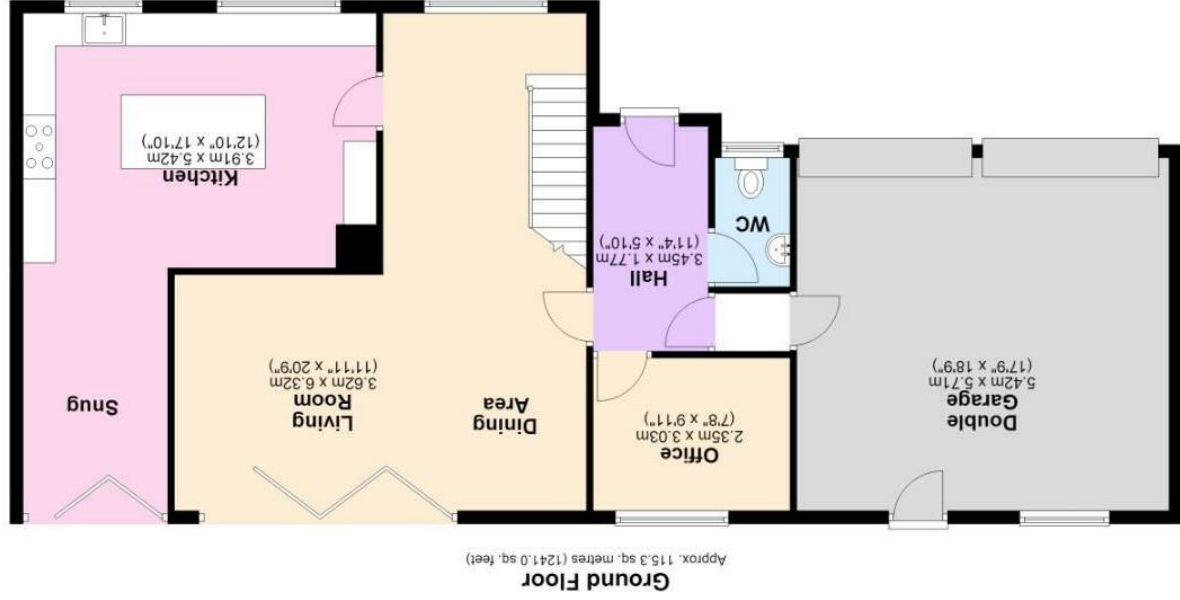 Ground Floor
Approx. 115.3 sq. metres (1241.0 sq. feet)
Double
Garage
5.42m x 5.71m
(17'9" x 18'9")
Office
2.35m x 3.03m
(7'8" x 9'11")
Dining
Area
Living
Room
3.62m x 6.32m
(11'11" x 20'9")
Snug
Hall
3.45m x 1.77m
(11'4" x 5'10")
WC
Kitchen
3.91m x 5.42m
(12'10" x 17'10")